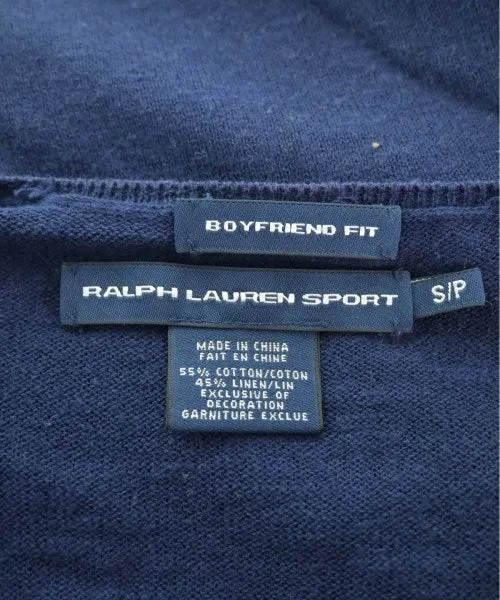 BOYFRIEND FIT
RALPH LAUREN SPORT
S/P
MADE IN CHINA
FAIT EN CHINE
55% COTTON/COTON
45% LINEN/LIN
EXCLUSIVE OF
DECORATION
GARNITURE EXCLUE